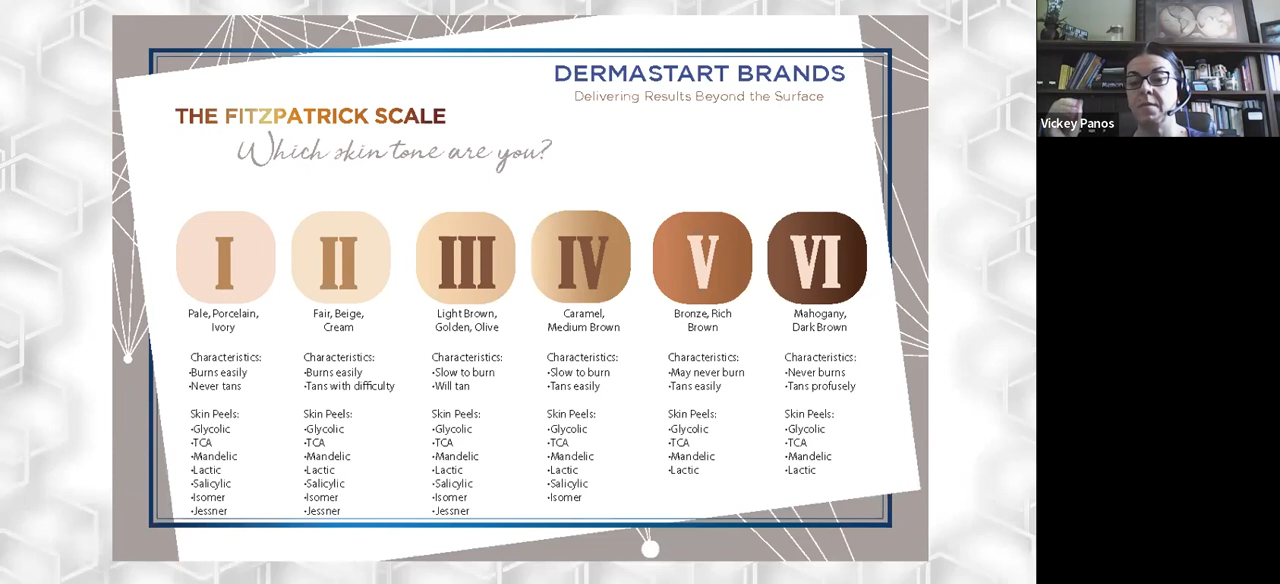 DERMASTART BRANDS
Delivering Results Beyond the Surface
THE FITZPATRICK SCALE
Which skin tone are you?
I
Pale, Porcelain,
Ivory
Characteristics:
•Burns easily
•Never tans
Skin Peels:
•Glycolic
•TCA
•Mandelic
•Lactic
•Salicylic
•Isomer
•Jessner
II
Fair, Beige,
Cream
Characteristics:
•Burns easily
•Tans with difficulty
Skin Peels:
•Glycolic
•TCA
•Mandelic
•Lactic
•Salicylic
•Isomer
•Jessner
III
Light Brown,
Golden, Olive
Characteristics:
•Slow to burn
•Will tan
Skin Peels:
•Glycolic
•TCA
•Mandelic
•Lactic
•Salicylic
•Isomer
•Jessner
IV
Caramel,
Medium Brown
Characteristics:
•Slow to burn
•Tans easily
Skin Peels:
•Glycolic
•TCA
•Mandelic
•Lactic
•Salicylic
•Isomer
V
Bronze, Rich
Brown
Characteristics:
•May never burn
•Tans easily
Skin Peels:
•Glycolic
•TCA
•Mandelic
•Lactic
VI
Mahogany,
Dark Brown
Characteristics:
•Never burns
•Tans profusely
Skin Peels:
•Glycolic
•TCA
•Mandelic
•Lactic
Vickey Panos